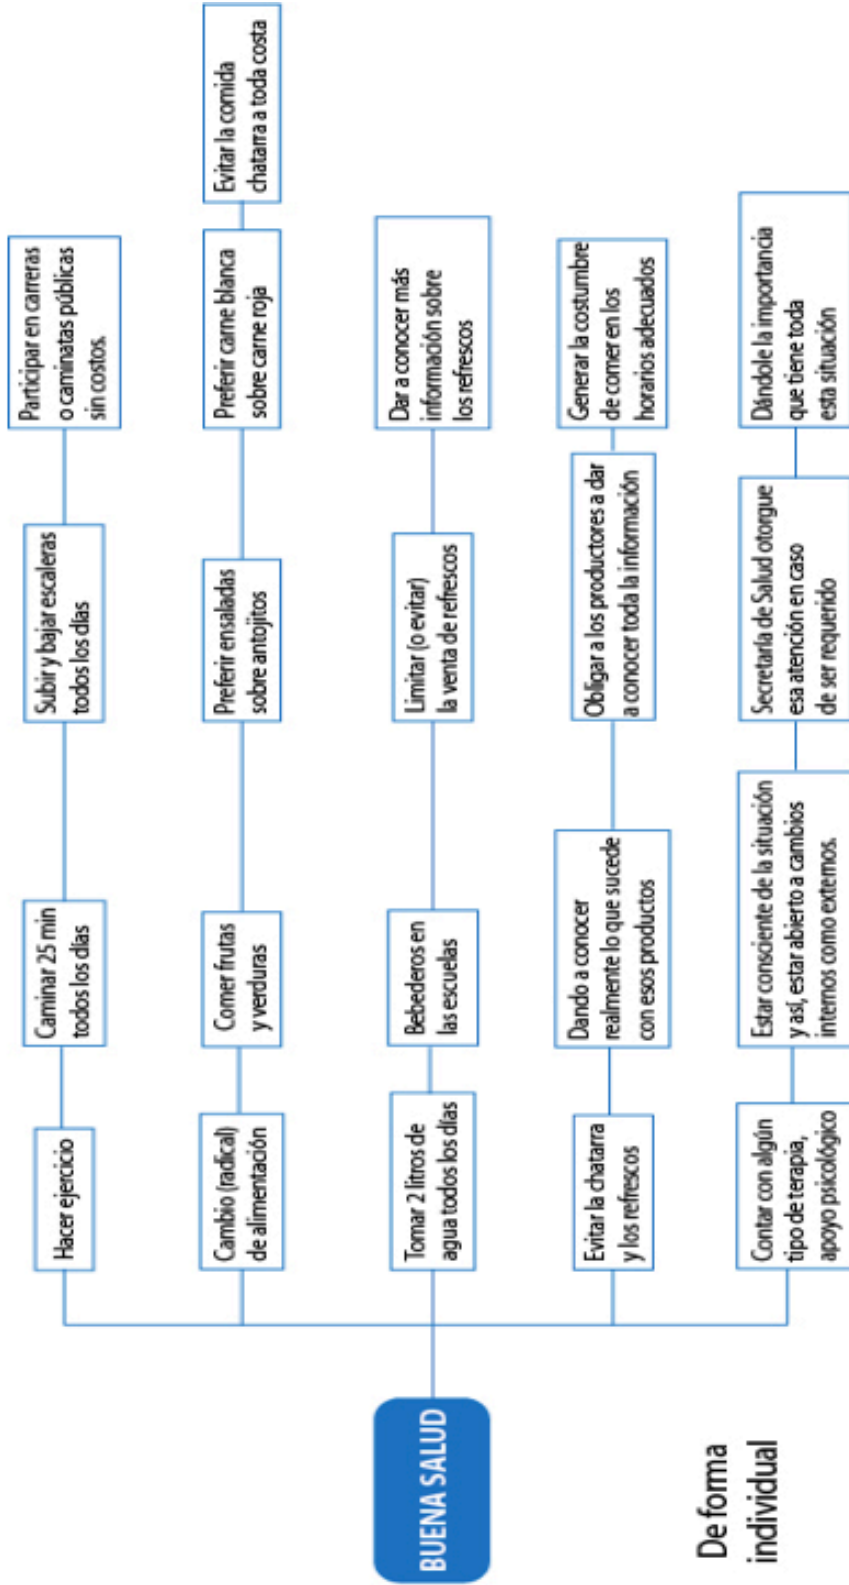 BUENA SALUD
Hacer ejercicio
Caminar 25 min
todos los días
Subir y bajar escaleras
todos los días
Participar en carreras
o caminatas públicas
sin costos.
Cambio (radical)
de alimentación
Comer frutas
y verduras
Preferir ensaladas
sobre antojitos
Preferir carne blanca
sobre carne roja
Evitar la comida
chatarra a toda costa
Tomar 2 litros de
agua todos los días
Bebederos en
las escuelas
Limitar (o evitar)
la venta de refrescos
Dar a conocer más
información sobre
los refrescos
Evitar la chatarra
y los refrescos
Dando a conocer
realmente lo que sucede
con esos productos
Obligar a los productores a dar
a conocer toda la información
Generar la costumbre
de comer en los
horarios adecuados
Contar con algún
tipo de terapia,
apoyo psicológico
Estar consciente de la situación
y así, estar abierto a cambios
internos como externos.
Secretaría de Salud otorgue
esa atención en caso
de ser requerido
Dándole la importancia
que tiene toda
esta situación
De forma
individual